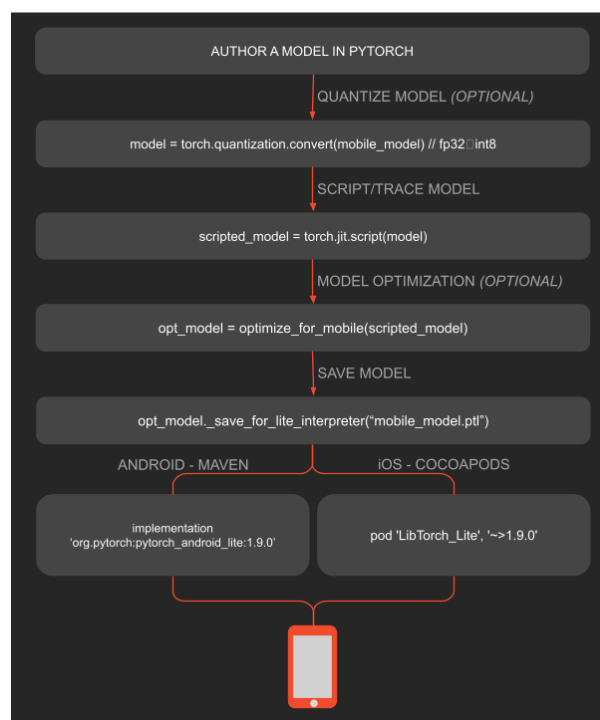 AUTHOR A MODEL IN PYTORCH
QUANTIZE MODEL (OPTIONAL)
model = torch.quantization.convert(mobile_model) // fp32□int8
SCRIPT/TRACE MODEL
scripted_model = torch.jit.script(model)
MODEL OPTIMIZATION (OPTIONAL)
opt_model = optimize_for_mobile(scripted_model)
SAVE MODEL
opt_model._save_for_lite_interpreter(“mobile_model.ptl”)
ANDROID - MAVEN
iOS - COCOAPODS
implementation
'org.pytorch:pytorch_android_lite:1.9.0’
pod 'LibTorch_Lite', '~>1.9.0'